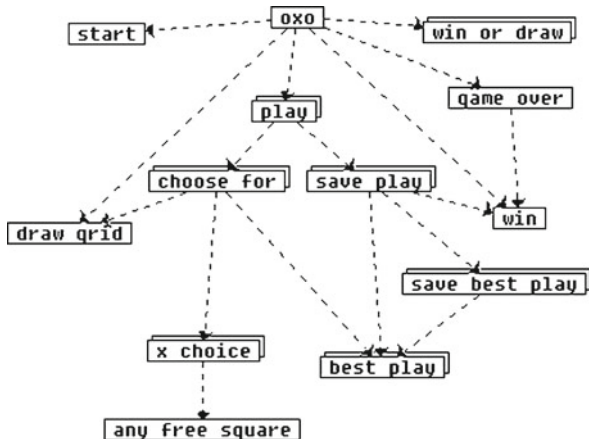 oxo
start
win or draw
game over
play
choose for
save play
draw grid
win
save best play
x choice
best play
any free square